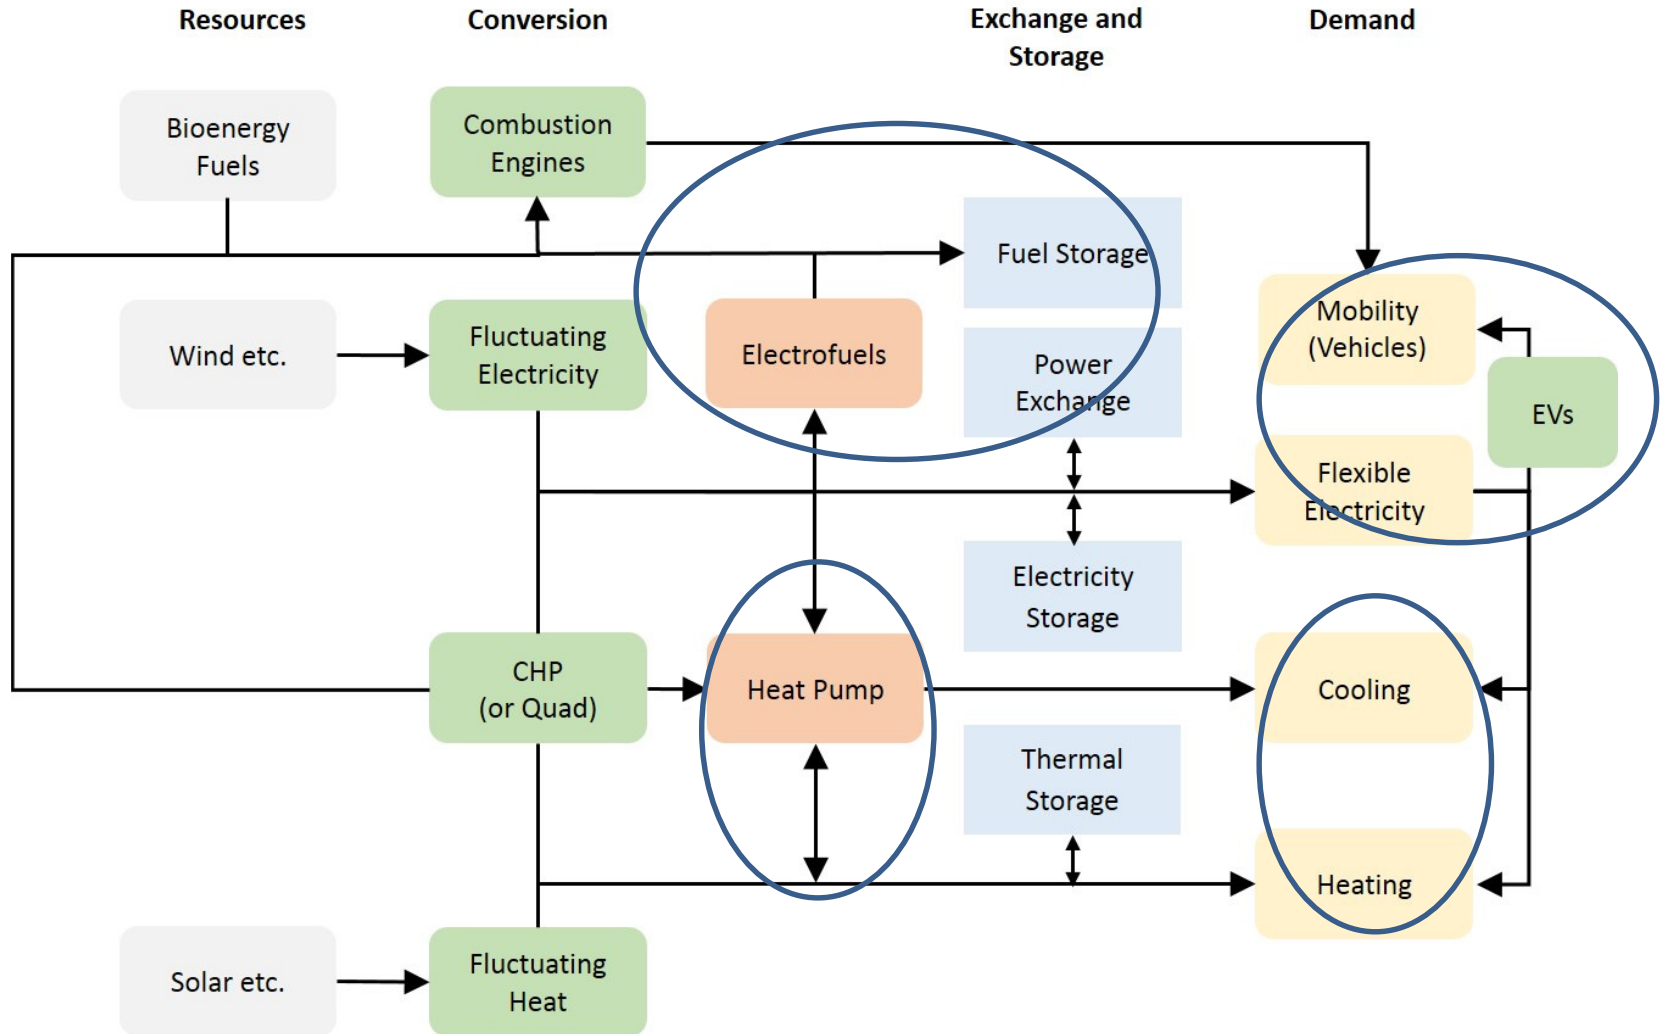 Resources
Conversion
Exchange and
Storage
Demand
Bioenergy
Fuels
Combustion
Engines
Fuel Storage
Mobility
(Vehicles)
Wind etc.
Fluctuating
Electricity
Electrofuels
Power
Exchange
EVs
Flexible
Electricity
Electricity
Storage
CHP
(or Quad)
Heat Pump
Cooling
Thermal
Storage
Heating
Solar etc.
Fluctuating
Heat